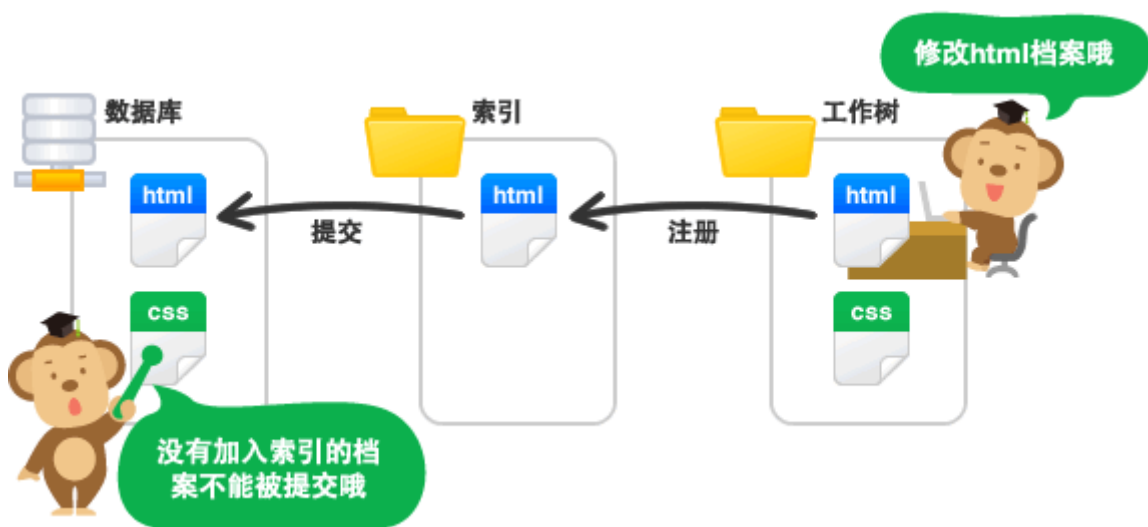 修改html档案哦
数据库
索引
工作树
html
html
html
提交
注册
css
css
没有加入索引的档
案不能被提交哦